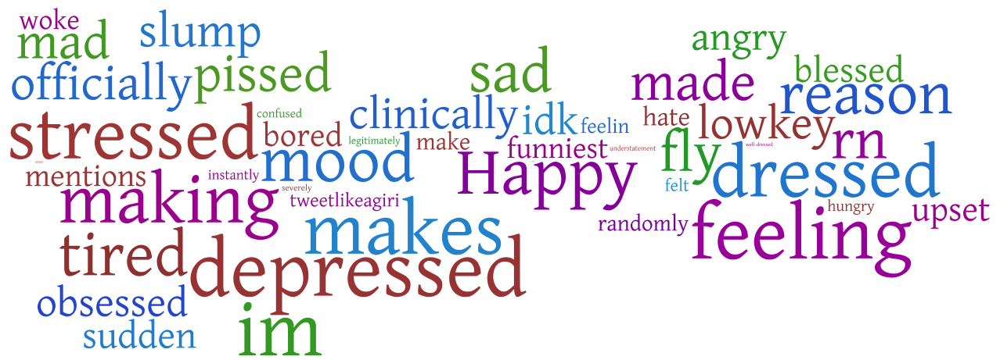 woke
mad
slump
officially
pissed
sad
angry
made
blessed
reason
stressed
confused
bored
legitimately
clinically
idk
feelin
make
funniest
understatement
hate
lowkey
fly
well-dressed
rn
mentions
instantly
mood
severely
Happy
felt
dressed
making
tweetlikeagiri
makes
randomly
feeling
hungry
upset
tired
depressed
obsessed
sudden
im